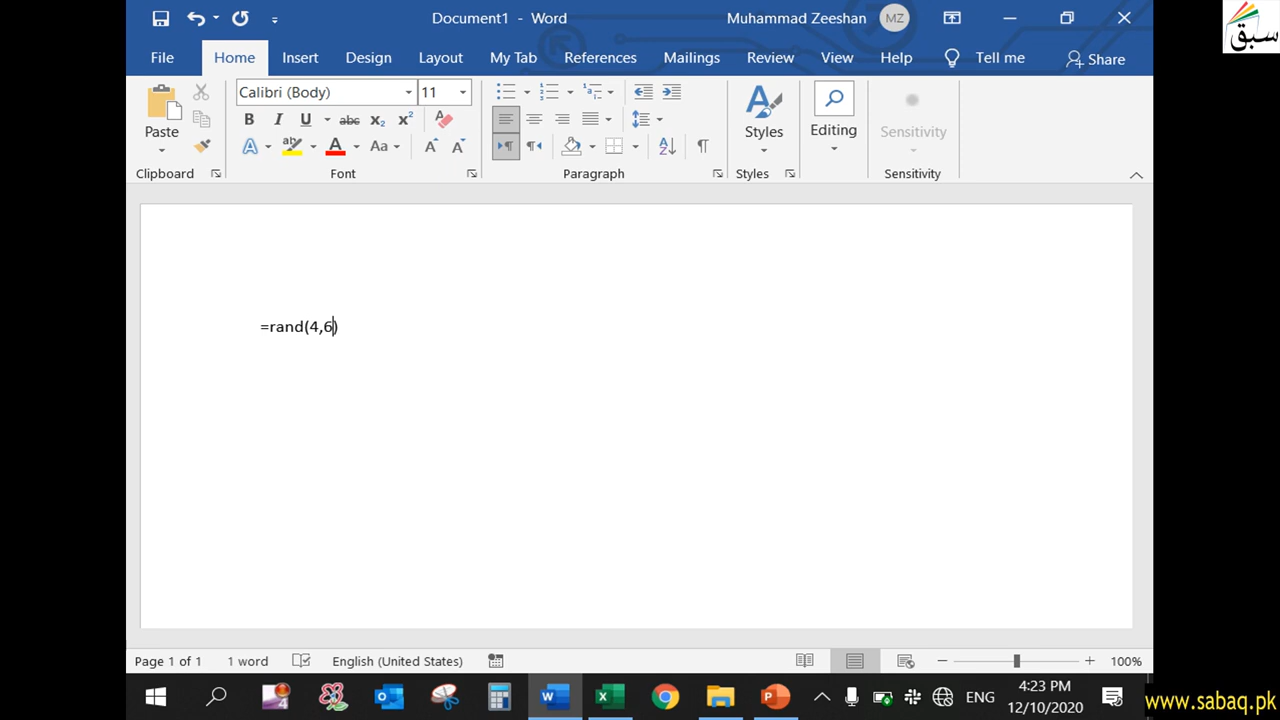 Document1 - Word
Muhammad Zeeshan
MZ
سبق
File Home Insert Design Layout My Tab References Mailings Review View Help Tell me Share
Calibri (Body) 11
Paste
B I U abc x₂ x²
A A Aa A A
A Z ¶
Styles
Editing
Sensitivity
Clipboard Font Paragraph Styles Sensitivity
=rand(4,6)
Page 1 of 1 1 word English (United States) 100%
ENG
4:23 PM
12/10/2020
www.sabaq.pk